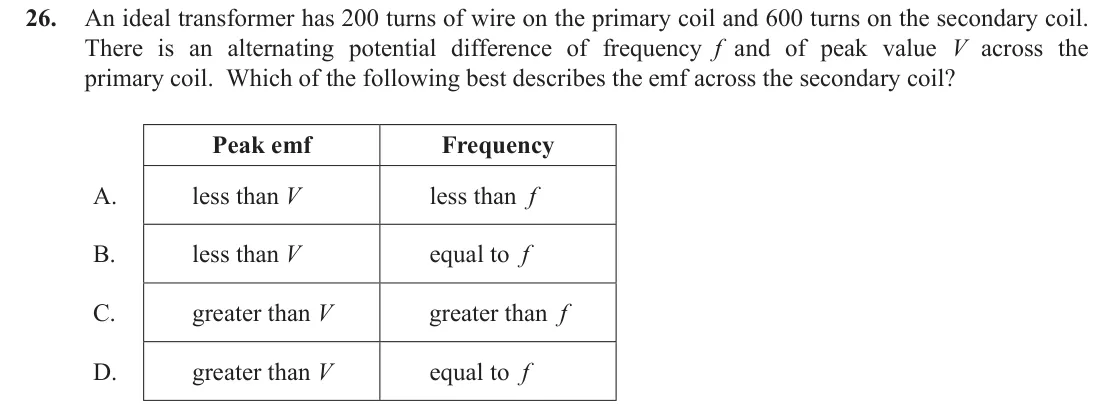 26. An ideal transformer has 200 turns of wire on the primary coil and 600 turns on the secondary coil.
There is an alternating potential difference of frequency f and of peak value V across the
primary coil. Which of the following best describes the emf across the secondary coil?
Peak emf Frequency
A. less than V less than f
B. less than V equal to f
C. greater than V greater than f
D. greater than V equal to f